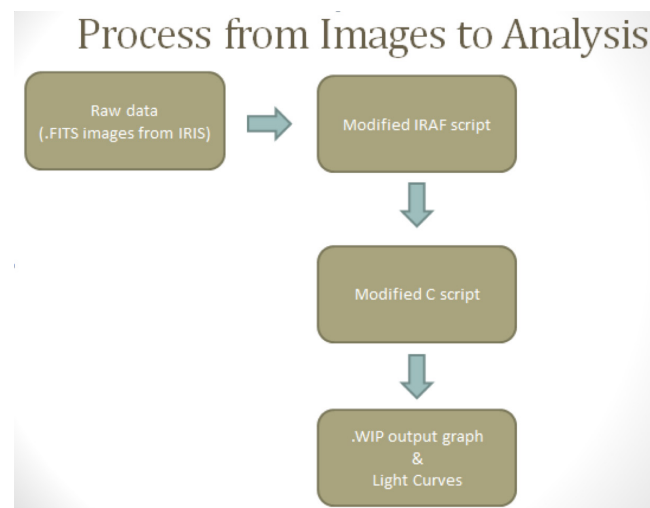 Process from Images to Analysis
Raw data
(.FITS images from IRIS)
Modified IRAF script
Modified C script
.WIP output graph
&
Light Curves